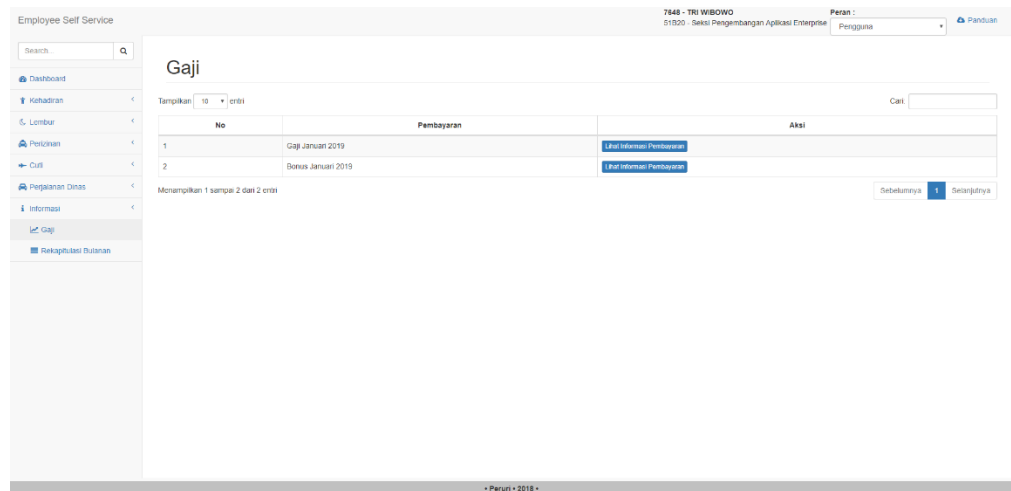 Employee Self Service
7648 - TRI WIBOWO
51B20 - Seksi Pengembangan Aplikasi Enterprise
Peran :
Pengguna
Panduan
Search...
Dashboard
Kehadiran
Lembur
Perizinan
Cuti
Perjalanan Dinas
Informasi
Gaji
Rekapitulasi Bulanan
Gaji
Tampilkan 10 entri
Cari:
No Pembayaran Aksi
1 Gaji Januari 2019 Lihat Informasi Pembayaran
2 Bonus Januari 2019 Lihat Informasi Pembayaran
Menampilkan 1 sampai 2 dari 2 entri
Sebelumnya 1 Selanjutnya
• Peruri • 2018 •